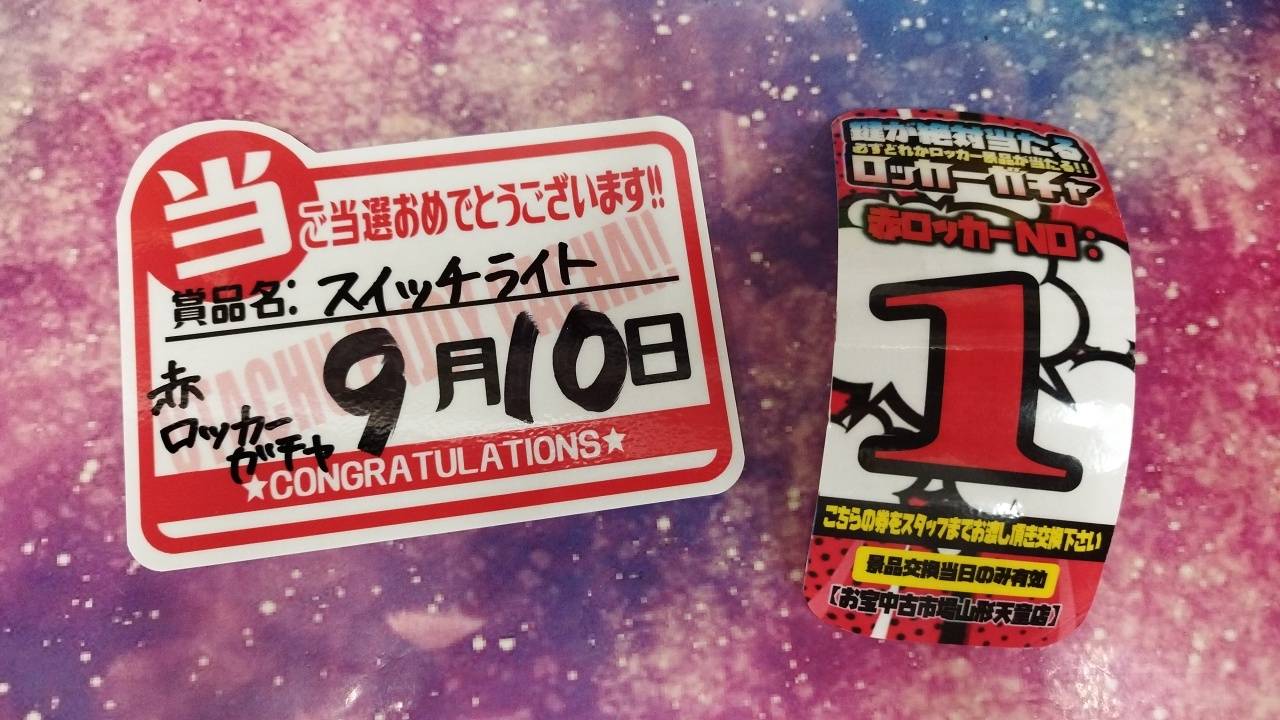 当
ご当選おめでとうございます!!
賞品名: スイッチライト
9月10日
赤
ロッカー
ガチャ
★CONGRATULATIONS★
鍵が絶対当たる
必ずどれかロッカー景品が当たる!!
ロッカーガチャ
赤ロッカーNO:
1
こちらの券をスタッフまでお渡し頂き交換下さい
景品交換当日のみ有効
【お宝中古市場山形天童店】